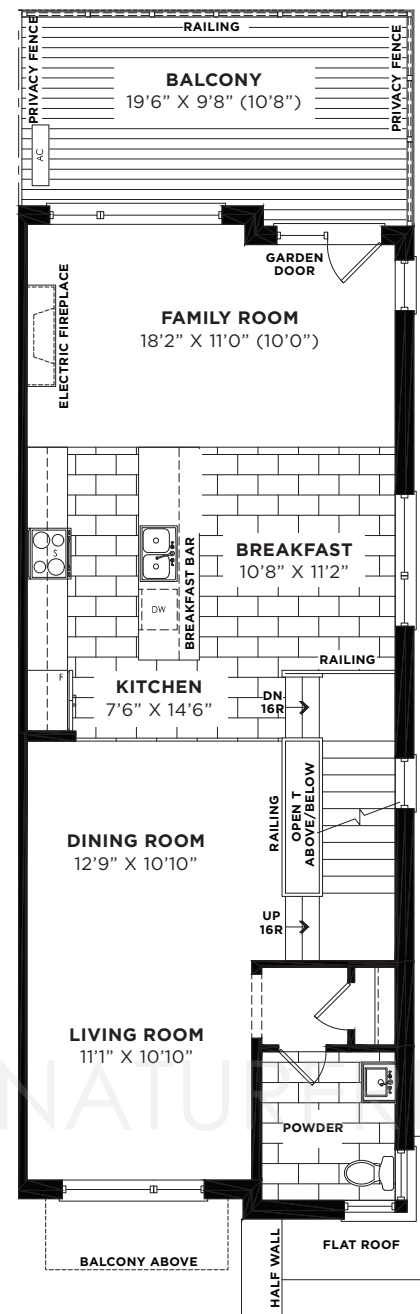 RAILING
PRIVACY FENCE
PRIVACY FENCE
BALCONY
19'6" X 9'8" (10'8")
AC
GARDEN
DOOR
ELECTRIC FIREPLACE
FAMILY ROOM
18'2" X 11'0" (10'0")
S
BREAKFAST BAR
BREAKFAST
10'8" X 11'2"
DW
RAILING
F
KITCHEN
7'6" X 14'6"
DN
16R
RAILING
OPEN T
ABOVE/BELOW
DINING ROOM
12'9" X 10'10"
UP
16R
LIVING ROOM
11'1" X 10'10"
POWDER
BALCONY ABOVE
HALF WALL
FLAT ROOF